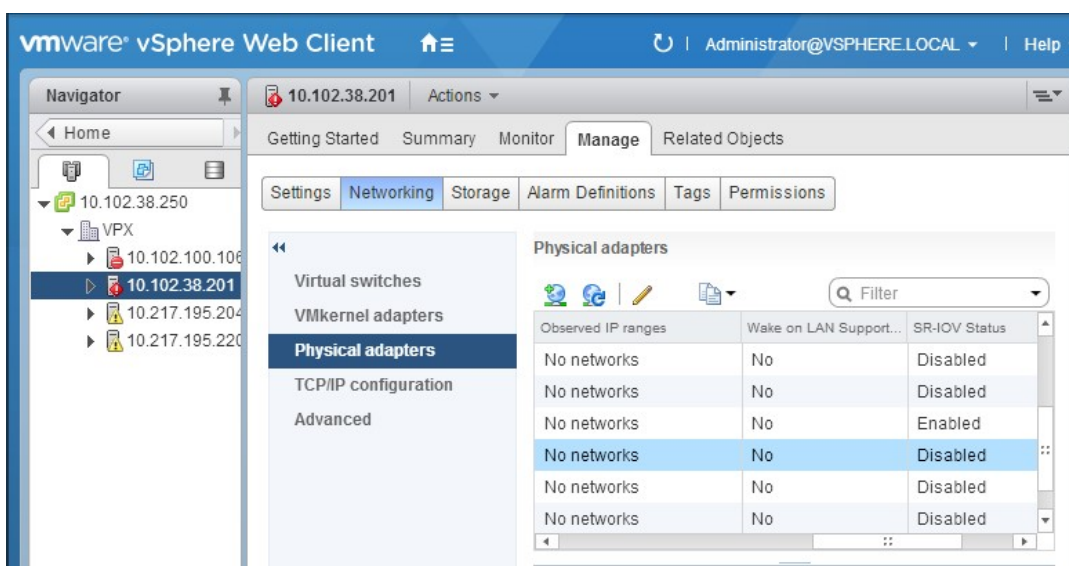 vmware® vSphere Web Client
Administrator@VSPHERE.LOCAL
Help
Navigator
Home
10.102.38.250
VPX
10.102.100.106
10.102.38.201
10.217.195.204
10.217.195.220
10.102.38.201 Actions
Getting Started Summary Monitor Manage Related Objects
Settings Networking Storage Alarm Definitions Tags Permissions
Virtual switches
VMkernel adapters
Physical adapters
TCP/IP configuration
Advanced
Physical adapters
Filter
Observed IP ranges Wake on LAN Support... SR-IOV Status
No networks No Disabled
No networks No Disabled
No networks No Enabled
No networks No Disabled
No networks No Disabled
No networks No Disabled